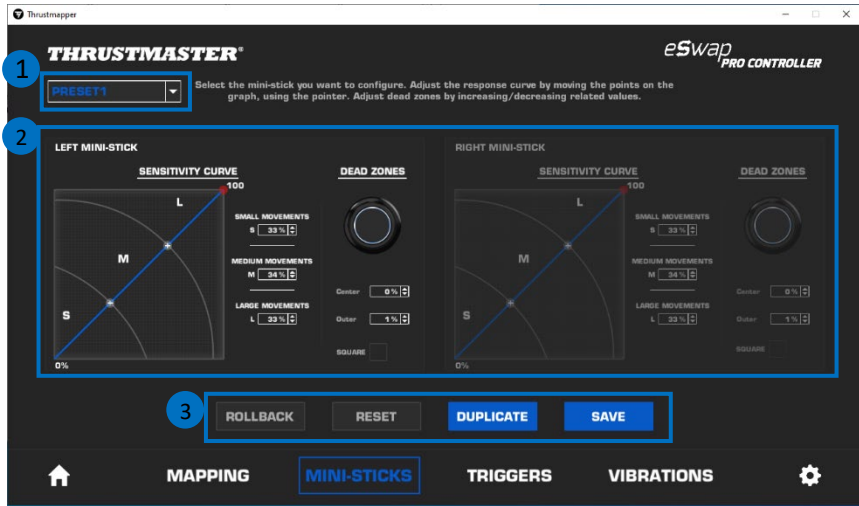 Thrustmapper
THRUSTMASTER®
eSwap
PRO CONTROLLER
1
PRESET1
Select the mini-stick you want to configure. Adjust the response curve by moving the points on the
graph, using the pointer. Adjust dead zones by increasing/decreasing related values.
2
LEFT MINI-STICK
SENSITIVITY CURVE
DEAD ZONES
100
L
M
S
0%
SMALL MOVEMENTS
S 33 %
MEDIUM MOVEMENTS
M 34 %
LARGE MOVEMENTS
L 33 %
Center 0 %
Outer 1 %
SQUARE
RIGHT MINI-STICK
SENSITIVITY CURVE
DEAD ZONES
100
L
M
S
0%
SMALL MOVEMENTS
S 33 %
MEDIUM MOVEMENTS
M 34 %
LARGE MOVEMENTS
L 33 %
Center 0 %
Outer 1 %
SQUARE
3
ROLLBACK RESET DUPLICATE SAVE
MAPPING MINI-STICKS TRIGGERS VIBRATIONS